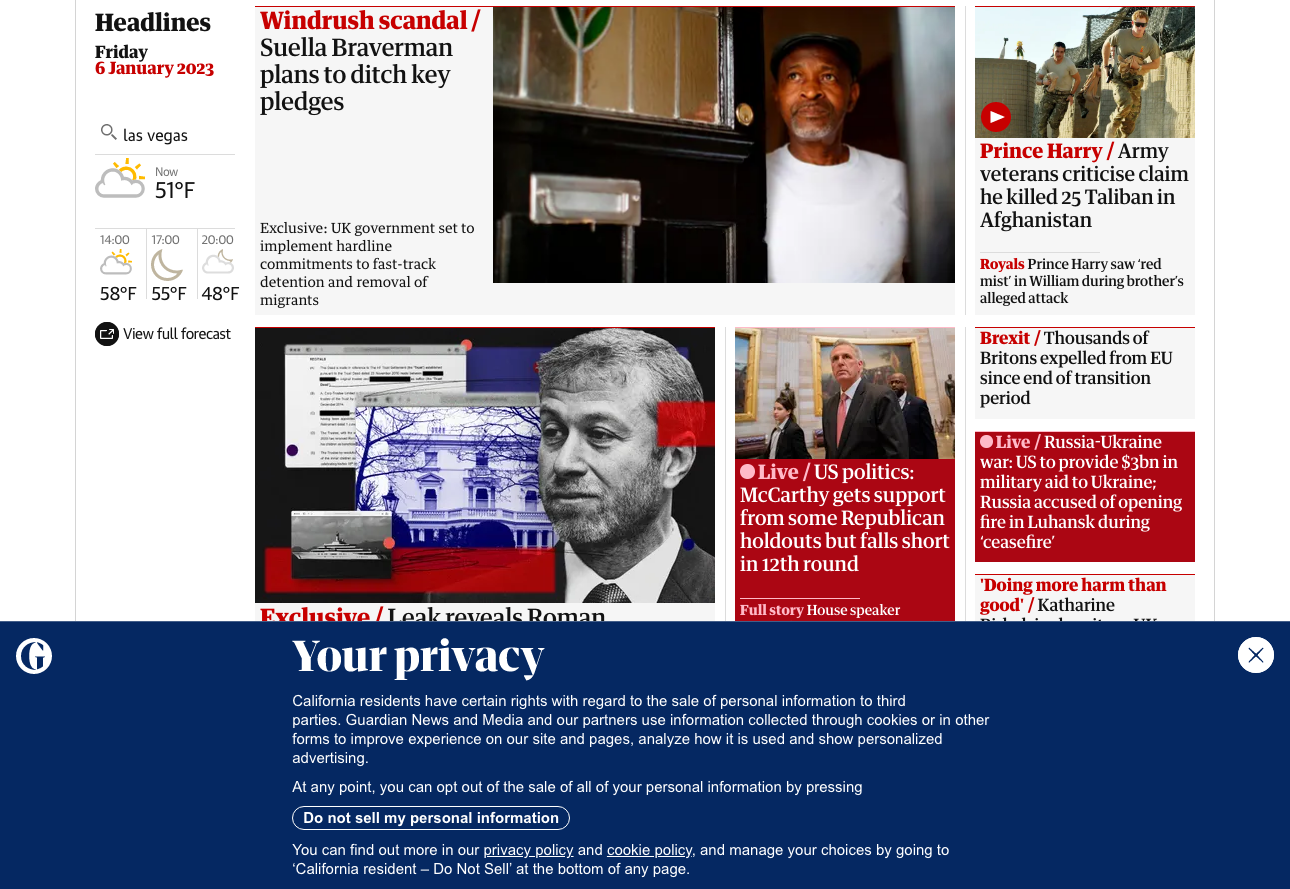 Headlines
Friday
6 January 2023
las vegas
Now
51°F
14:00
17:00
20:00
58°F
55°F
48°F
View full forecast
Windrush scandal /
Suella Braverman
plans to ditch key
pledges
Exclusive: UK government set to
implement hardline
commitments to fast-track
detention and removal of
migrants
Prince Harry / Army
veterans criticise claim
he killed 25 Taliban in
Afghanistan
Royals Prince Harry saw ‘red
mist’ in William during brother’s
alleged attack
Exclusive / Leak reveals Roman
Live / US politics:
McCarthy gets support
from some Republican
holdouts but falls short
in 12th round
Full story House speaker
Brexit / Thousands of
Britons expelled from EU
since end of transition
period
Live / Russia-Ukraine
war: US to provide $3bn in
military aid to Ukraine;
Russia accused of opening
fire in Luhansk during
‘ceasefire’
'Doing more harm than
good' / Katharine
Your privacy
California residents have certain rights with regard to the sale of personal information to third
parties. Guardian News and Media and our partners use information collected through cookies or in other
forms to improve experience on our site and pages, analyze how it is used and show personalized
advertising.
At any point, you can opt out of the sale of all of your personal information by pressing
Do not sell my personal information
You can find out more in our privacy policy and cookie policy, and manage your choices by going to
‘California resident – Do Not Sell’ at the bottom of any page.